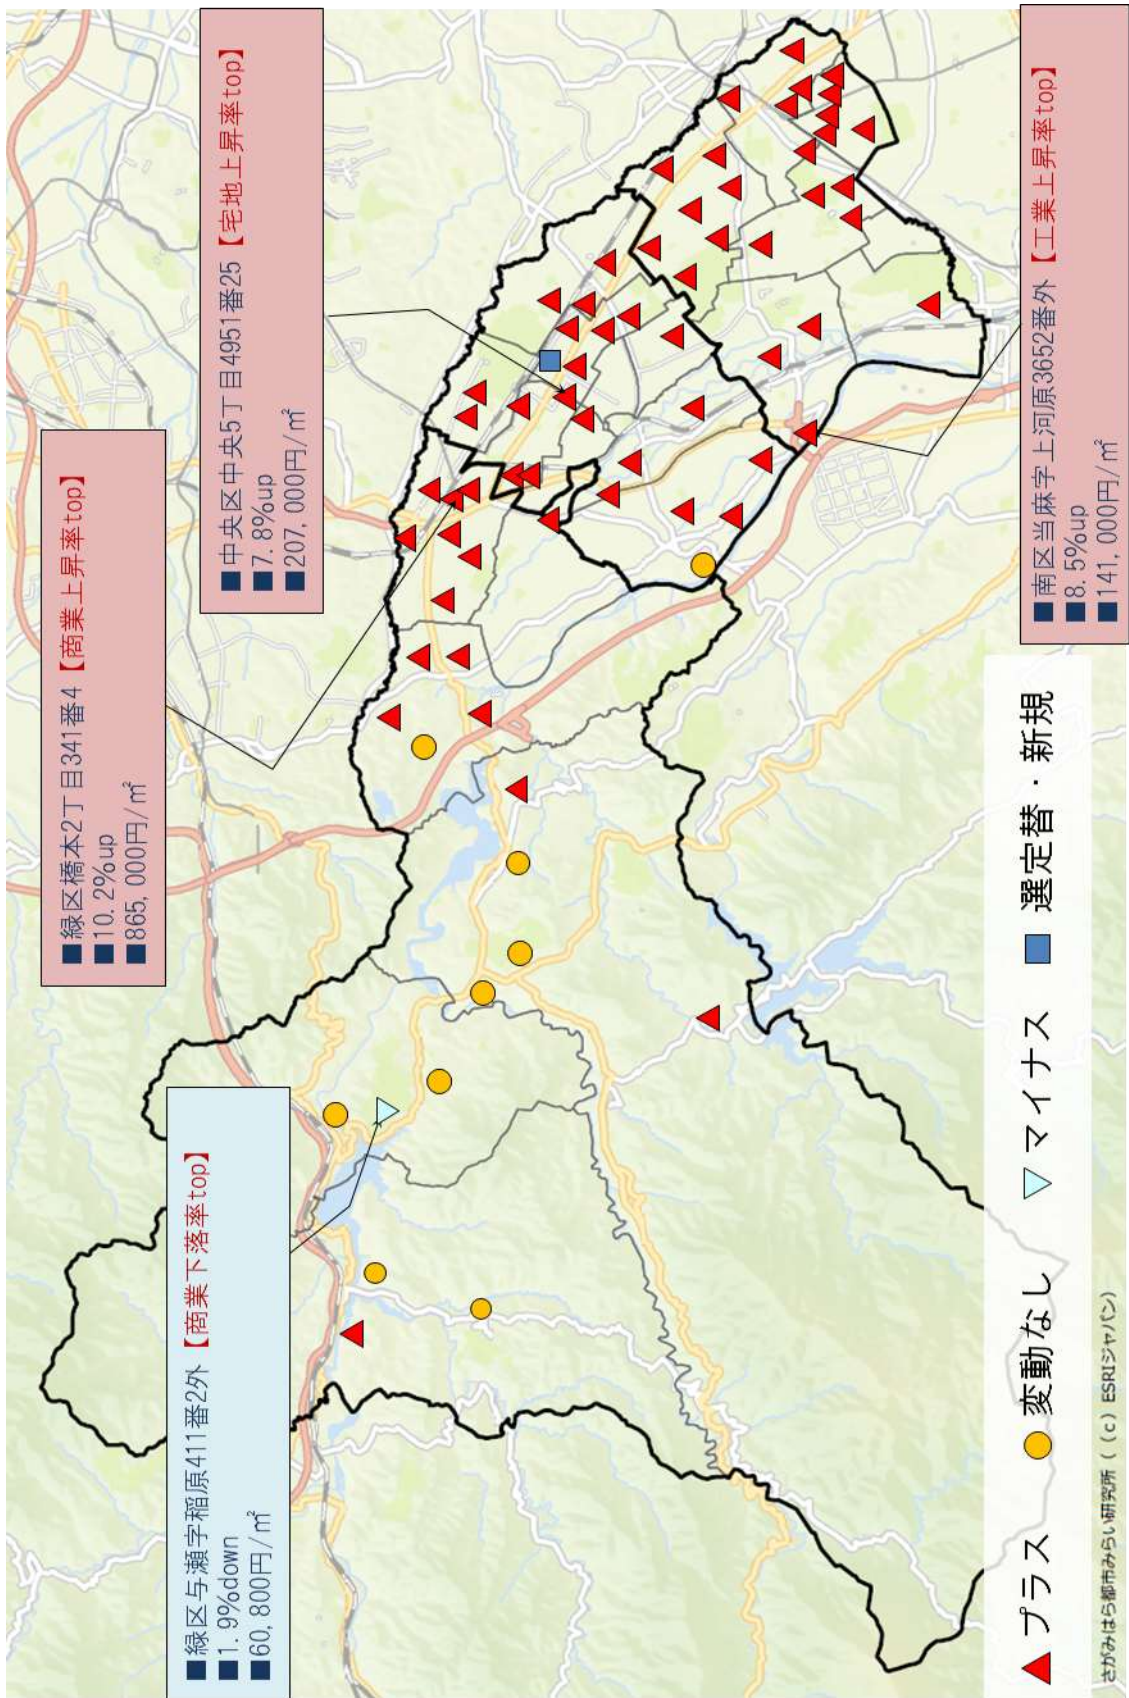 ■緑区与瀬字稲原411番2外【商業下落率top】
■1.9%down
■60,800円/㎡
■緑区橋本2丁目341番4【商業上昇率top】
■10.2%up
■865,000円/㎡
■中央区中央5丁目4951番25【宅地上昇率top】
■7.8%up
■207,000円/㎡
■南区当麻字上河原3652番外【工業上昇率top】
■8.5%up
■141,000円/㎡
プラス
変動なし
マイナス
選定替・新規
さがみはら都市みらい研究所((c)ESRIジャパン)